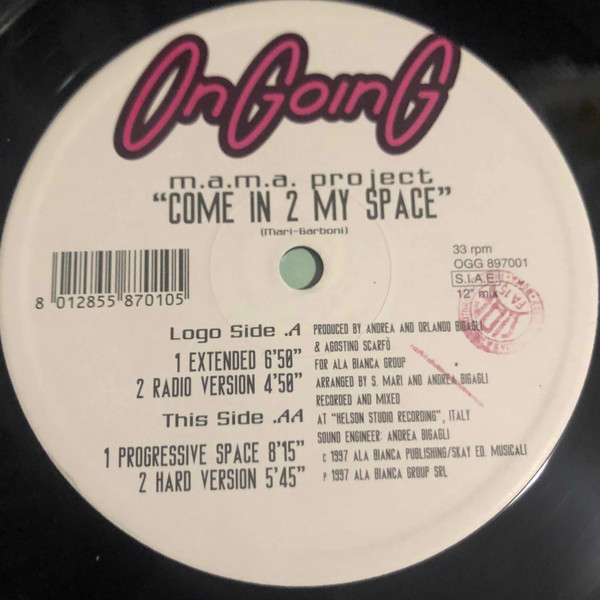 OnGoinG
m.a.m.a. project
"COME IN 2 MY SPACE"
(Mari-Garboni)
33 rpm
OGG 897001
S.I.A.E.
12" mix
8 012855 870105
Logo Side .A
1 EXTENDED 6'50"
2 RADIO VERSION 4'50"
This Side .AA
1 PROGRESSIVE SPACE 8'15"
2 HARD VERSION 5'45"
PRODUCED BY ANDREA AND ORLANDO BIGAGLI
& AGOSTINO SCARFÒ
FOR ALA BIANCA GROUP
ARRANGED BY S. MARI AND ANDREA BIGAGLI
RECORDED AND MIXED
AT "HELSON STUDIO RECORDING", ITALY
SOUND ENGINEER: ANDREA BIGAGLI
C 1997 ALA BIANCA PUBLISHING/SKAY ED. MUSICALI
P 1997 ALA BIANCA GROUP SRL